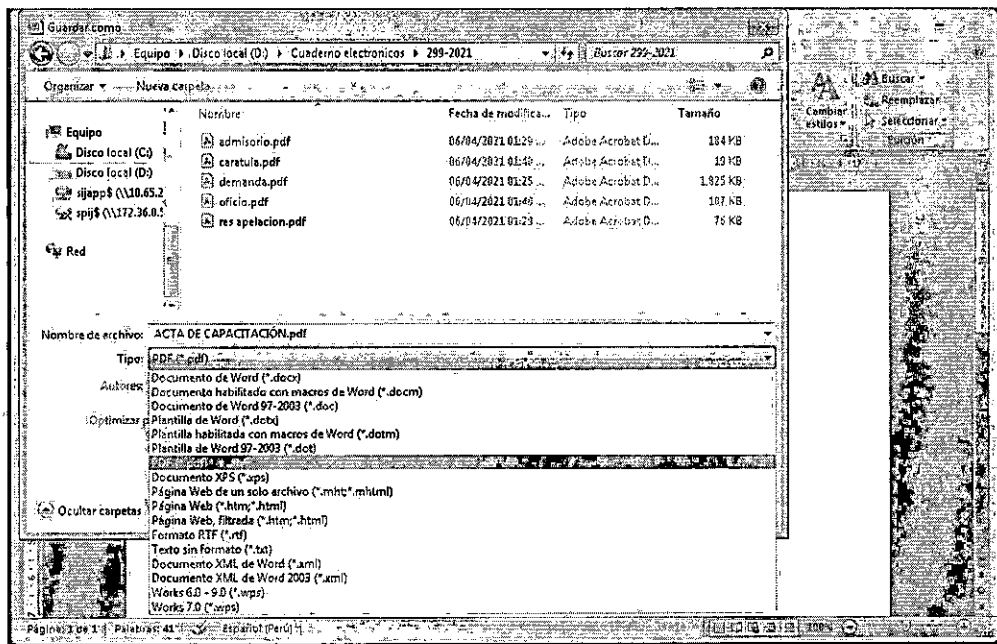 Guardar como
Equipo ▸ Disco local (D:) ▸ Cuaderno electronicos ▸ 299-2021
Buscar 299-2021
Organizar
Nueva carpeta
Buscar
Reemplazar
Seleccionar
Cambiar estilos
Edición
Nombre Fecha de modifica... Tipo Tamaño
admisorio.pdf 06/04/2021 01:29 ... Adobe Acrobat D... 184 KB
caratula.pdf 06/04/2021 Adobe Acrobat D... 19 KB
demanda.pdf 06/04/2021 01:25 ... Adobe Acrobat D... 1,825 KB
oficio.pdf 06/04/2021 Adobe Acrobat D... 187 KB
res apelacion.pdf 06/04/2021 01:23 ... Adobe Acrobat D... 76 KB
Equipo
Disco local (C:)
Disco local (D:)
sijapp$ (\\10.65.2
spij$ (\\172.36.0.5
Red
Nombre de archivo: ACTA DE CAPACITACIÓN.pdf
Tipo: PDF (*.pdf)
Autores:
Optimizar p
Documento de Word (*.docx)
Documento habilitado con macros de Word (*.docm)
Documento de Word 97-2003 (*.doc)
Plantilla de Word (*.dotx)
Plantilla habilitada con macros de Word (*.dotm)
Plantilla de Word 97-2003 (*.dot)
Documento XPS (*.xps)
Página Web de un solo archivo (*.mht;*.mhtml)
Página Web (*.htm;*.html)
Página Web, filtrada (*.htm;*.html)
Formato RTF (*.rtf)
Texto sin formato (*.txt)
Documento XML de Word (*.xml)
Documento XML de Word 2003 (*.xml)
Works 6.0 - 9.0 (*.wps)
Works 7.0 (*.wps)
Ocultar carpetas
Página: 1 de 1 Palabras: 41 Español (Perú) 100%